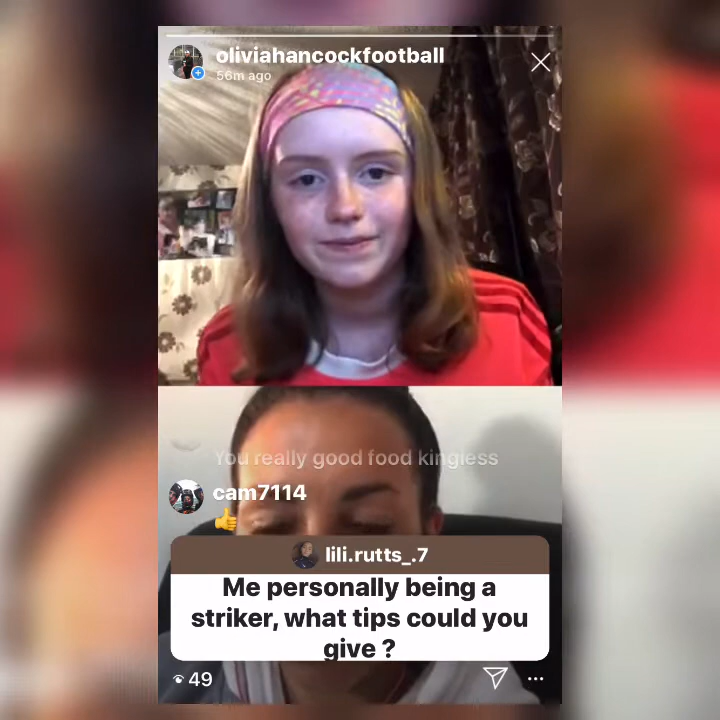 oliviahancockfootball
56m ago
You really good food kingless
cam7114
👍
lili.rutts_.7
Me personally being a
striker, what tips could you
give ?
49